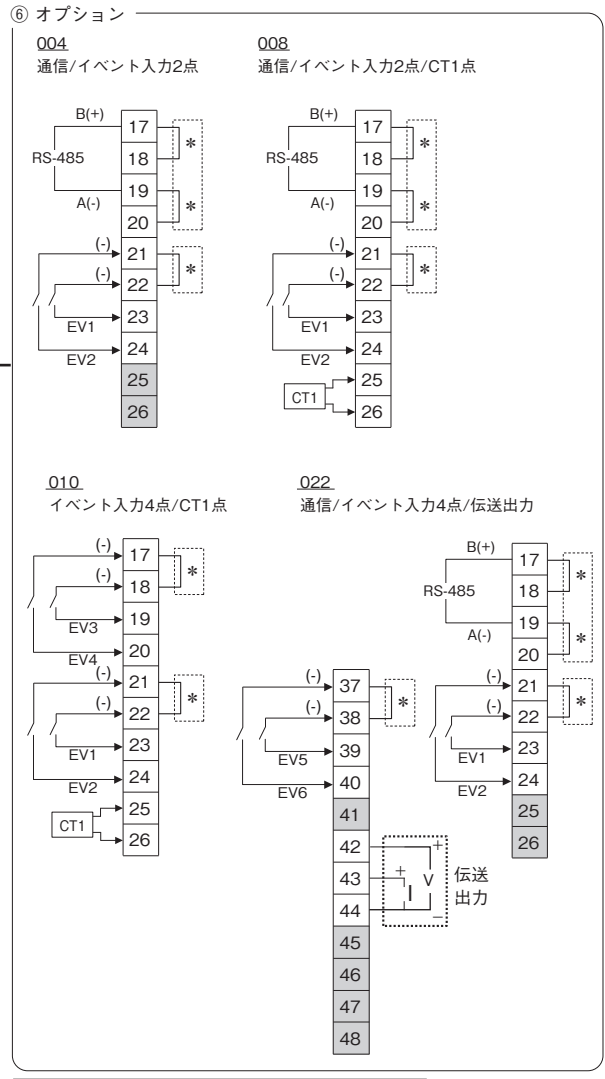 ⑥ オプション
004
通信/イベント入力2点
B(+)
RS-485
A(-)
(-)
(-)
EV1
EV2
17
18
19
20
21
22
23
24
25
26
*
*
*
008
通信/イベント入力2点/CT1点
B(+)
RS-485
A(-)
(-)
(-)
EV1
EV2
CT1
17
18
19
20
21
22
23
24
25
26
*
*
*
010
イベント入力4点/CT1点
(-)
(-)
EV3
EV4
(-)
(-)
EV1
EV2
CT1
17
18
19
20
21
22
23
24
25
26
*
*
022
通信/イベント入力4点/伝送出力
(-)
(-)
EV5
EV6
37
38
39
40
41
42
43
44
45
46
47
48
*
+
+
I
V
−
伝送
出力
B(+)
RS-485
A(-)
(-)
(-)
EV1
EV2
17
18
19
20
21
22
23
24
25
26
*
*
*